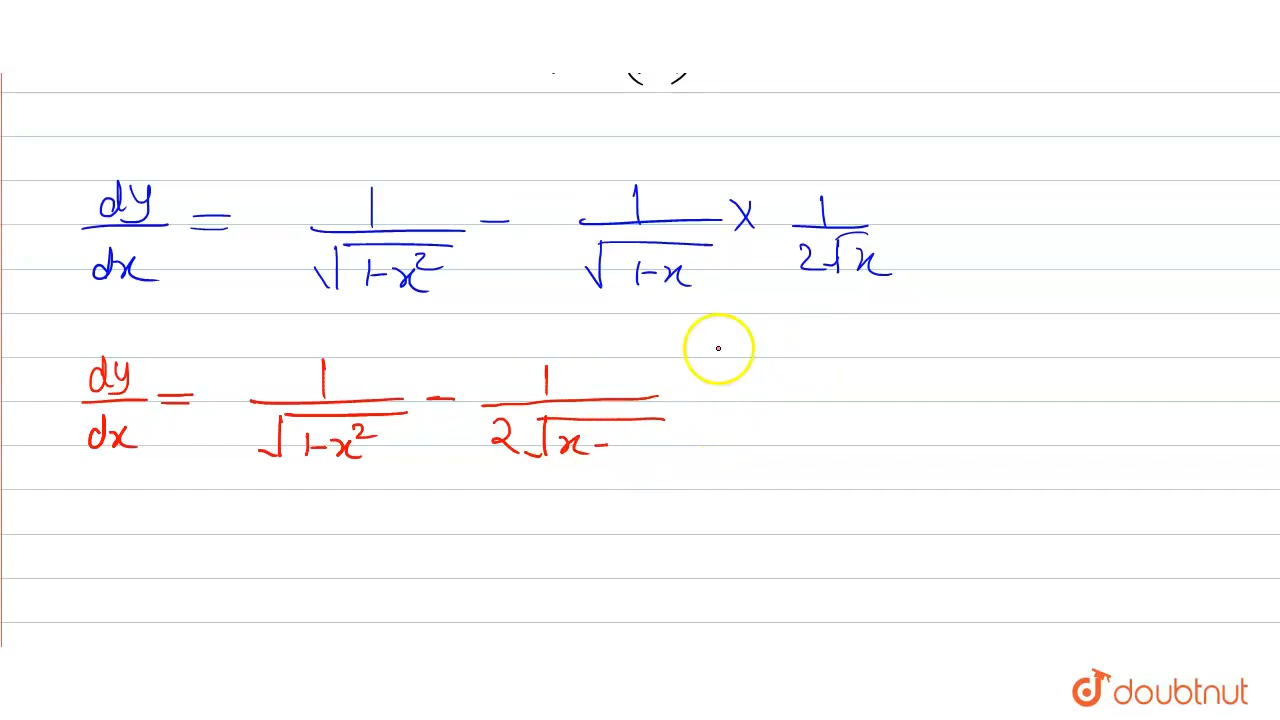 dy/dx = 1/√(1-x²) - 1/√(1-x) × 1/(2√x)
dy/dx = 1/√(1-x²) - 1/(2√(x-
doubtnut